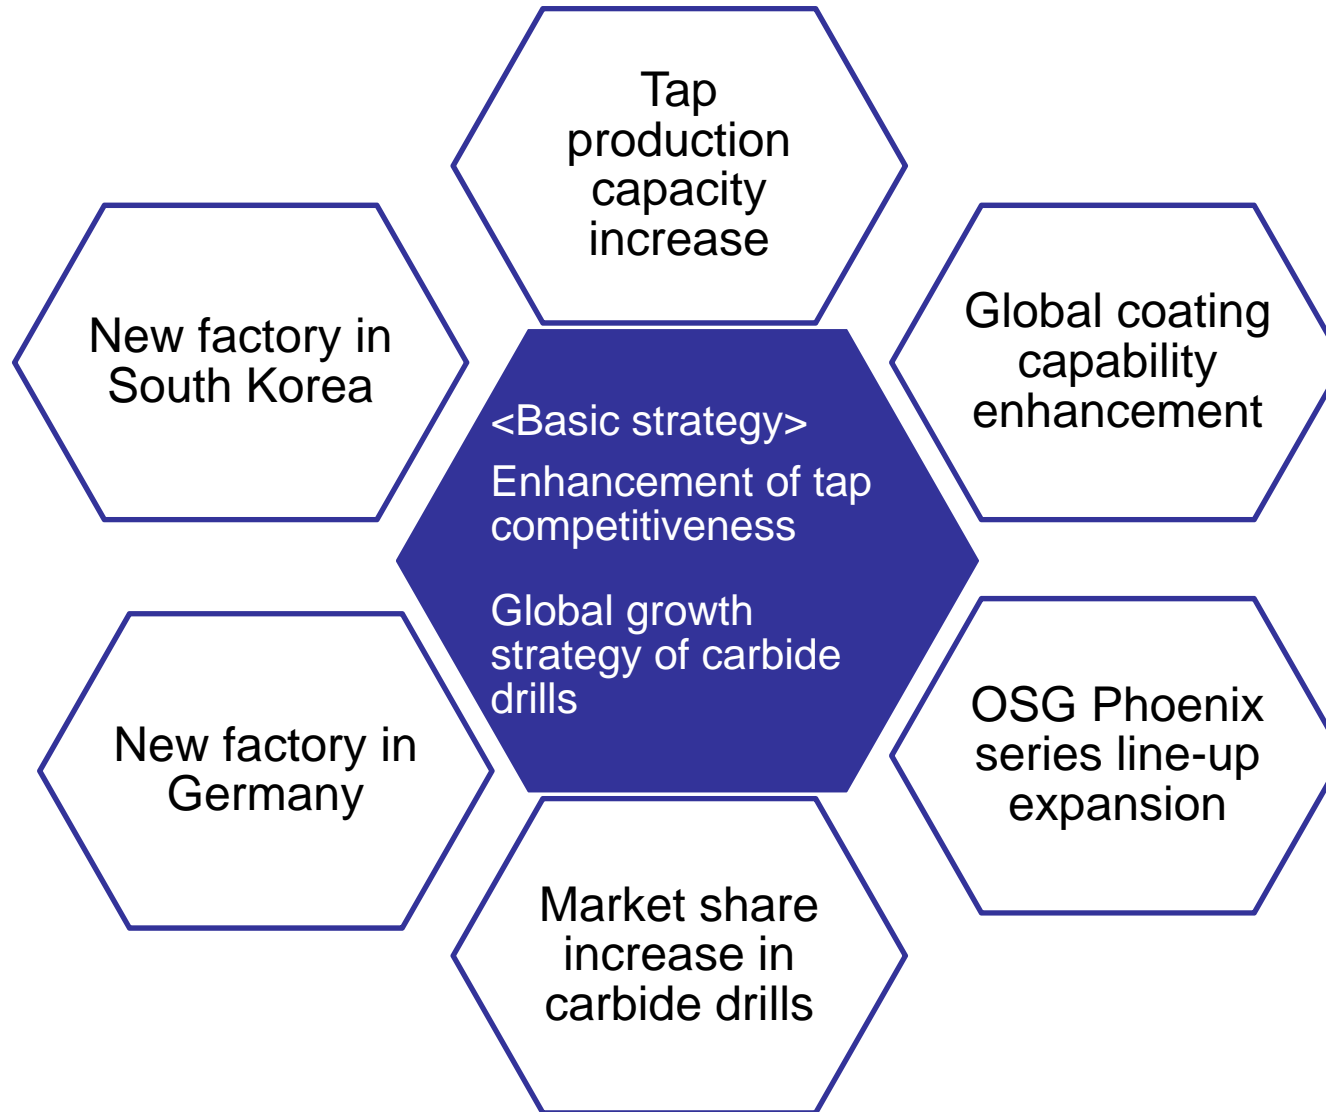 Tap
production
capacity
increase
New factory in
South Korea
Global coating
capability
enhancement
<Basic strategy>
Enhancement of tap
competitiveness
Global growth
strategy of carbide
drills
New factory in
Germany
OSG Phoenix
series line-up
expansion
Market share
increase in
carbide drills